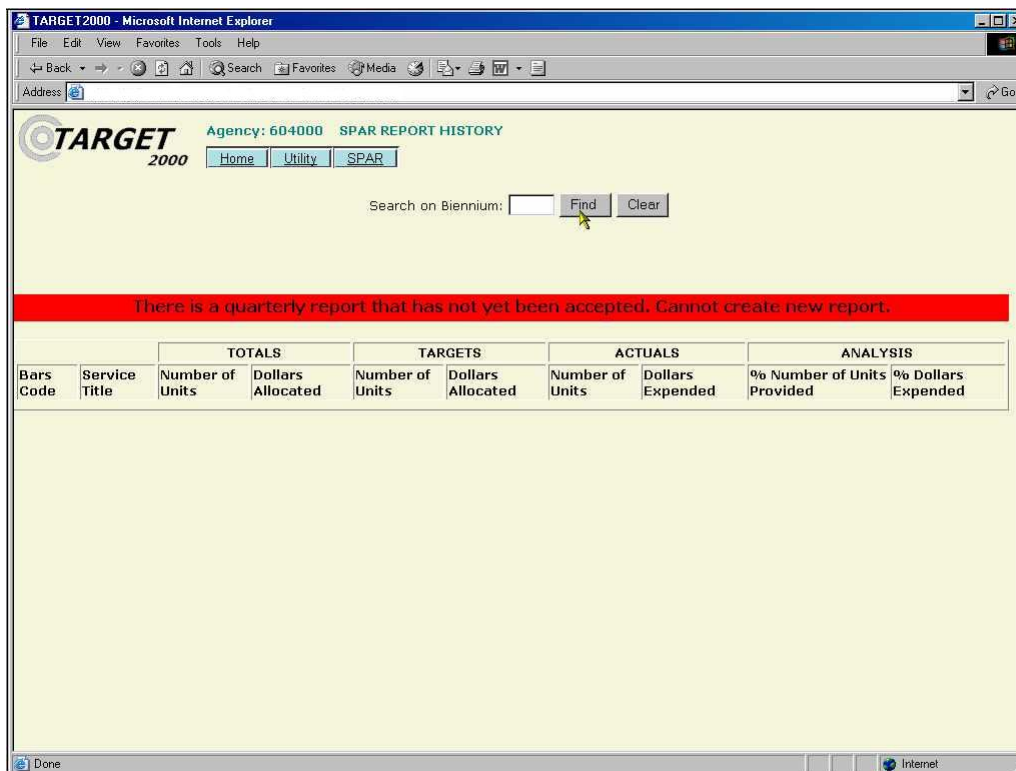 TARGET2000 - Microsoft Internet Explorer
File Edit View Favorites Tools Help
Back Search Favorites Media
Address Go
TARGET 2000
Agency: 604000 SPAR REPORT HISTORY
Home Utility SPAR
Search on Biennium: Find Clear
There is a quarterly report that has not yet been accepted. Cannot create new report.
TOTALS TARGETS ACTUALS ANALYSIS
Bars Service Number of Dollars Number of Dollars Number of Dollars % Number of Units % Dollars
Code Title Units Allocated Units Allocated Units Expended Provided Expended
Done Internet